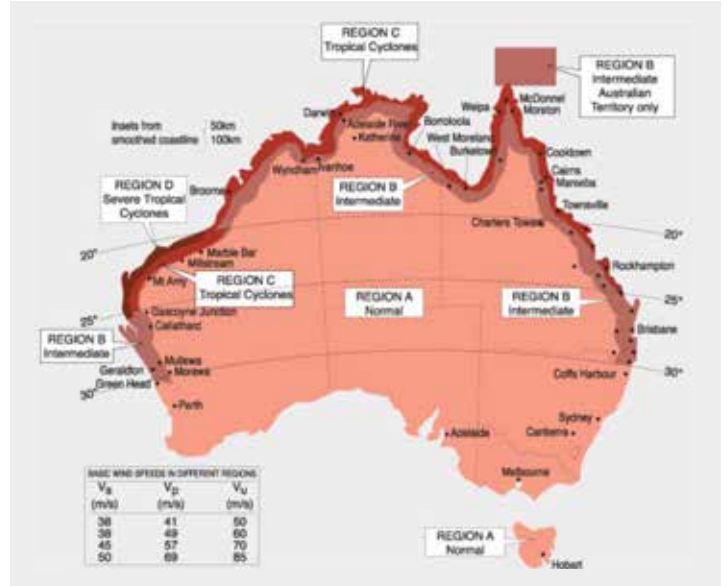 REGION C
Tropical Cyclones
REGION B
Intermediate
Australian
Territory only
Insets from
smoothed coastline
50km
100km
Darwin
Adelaide River
Katherine
Borroloola
Weipa
McDonnel
Moreton
West Moreland
Burketown
Cooktown
Cairns
Mareeba
Townsville
Wyndham
Ivanhoe
REGION B
Intermediate
REGION D
Severe Tropical
Cyclones
Broome
Charters Towers
20°
20°
Marble Bar
Millstream
Mt Amy
REGION C
Tropical Cyclones
REGION A
Normal
Rockhampton
25°
25°
REGION B
Intermediate
Gascoyne Junction
Callathard
REGION B
Intermediate
Brisbane
Mullewa
Morawa
Geraldton
Green Head
30°
30°
Coffs Harbour
Perth
Sydney
Adelaide
Canberra
Melbourne
BASIC WIND SPEEDS IN DIFFERENT REGIONS
Vs Vp Vu
(m/s) (m/s) (m/s)
38 41 50
38 49 60
45 57 70
50 69 85
REGION A
Normal
Hobart